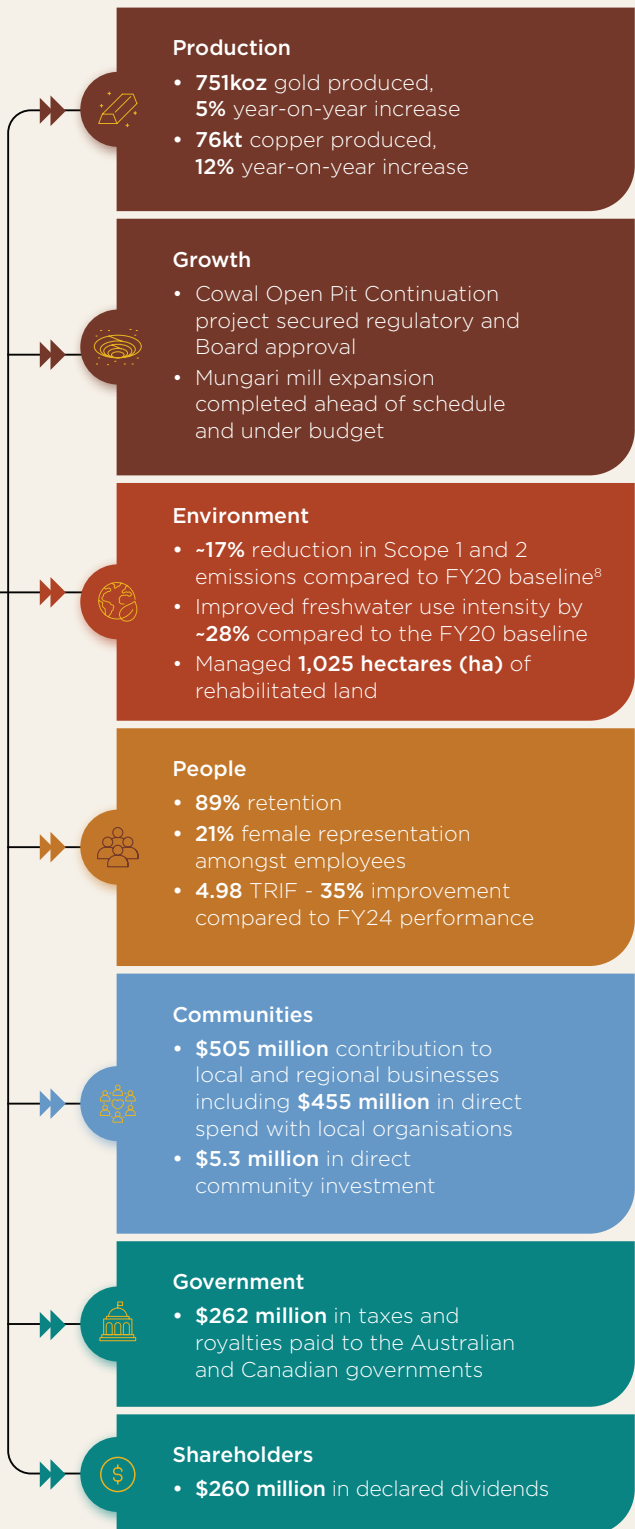 Production
• 751koz gold produced,
5% year-on-year increase
• 76kt copper produced,
12% year-on-year increase
Growth
• Cowal Open Pit Continuation
project secured regulatory and
Board approval
• Mungari mill expansion
completed ahead of schedule
and under budget
Environment
• ~17% reduction in Scope 1 and 2
emissions compared to FY20 baseline⁸
• Improved freshwater use intensity by
~28% compared to the FY20 baseline
• Managed 1,025 hectares (ha) of
rehabilitated land
People
• 89% retention
• 21% female representation
amongst employees
• 4.98 TRIF - 35% improvement
compared to FY24 performance
Communities
• $505 million contribution to
local and regional businesses
including $455 million in direct
spend with local organisations
• $5.3 million in direct
community investment
Government
• $262 million in taxes and
royalties paid to the Australian
and Canadian governments
Shareholders
• $260 million in declared dividends
$